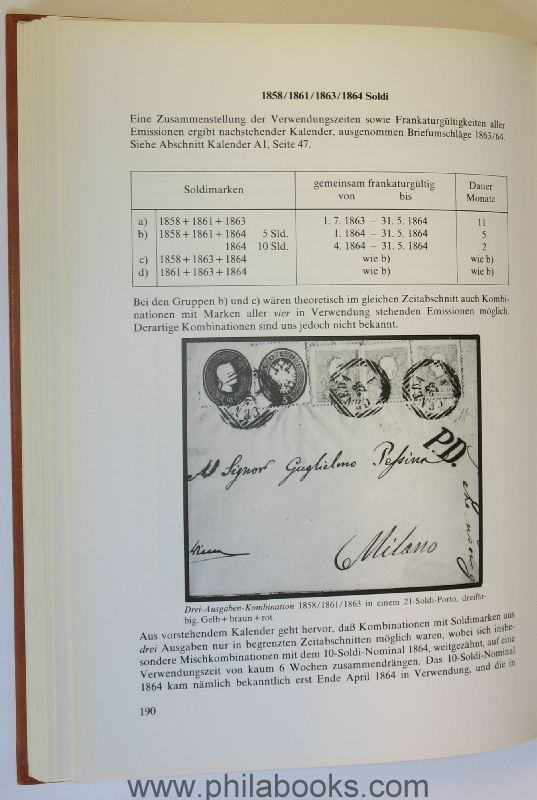 1858/1861/1863/1864 Soldi
Eine Zusammenstellung der Verwendungszeiten sowie Frankaturgültigkeiten aller
Emissionen ergibt nachstehender Kalender, ausgenommen Briefumschläge 1863/64.
Siehe Abschnitt Kalender A1, Seite 47.
Soldimarken gemeinsam frankaturgültig von bis Dauer Monate
a) 1858 + 1861 + 1863 1. 7. 1863 – 31. 5. 1864 11
b) 1858 + 1861 + 1864 5 Sld. 1. 1864 – 31. 5. 1864 5
1864 10 Sld. 4. 1864 – 31. 5. 1864 2
c) 1858 + 1863 + 1864 wie b) wie b)
d) 1861 + 1863 + 1864 wie b) wie b)
Bei den Gruppen b) und c) wären theoretisch im gleichen Zeitabschnitt auch Kombi-
nationen mit Marken aller vier in Verwendung stehenden Emissionen möglich.
Derartige Kombinationen sind uns jedoch nicht bekannt.
P.D.
Signor Guglielmo Pessina
Milano
Drei-Ausgaben-Kombination 1858/1861/1863 in einem 21-Soldi-Porto, dreifär-
big. Gelb + braun + rot.
Aus vorstehendem Kalender geht hervor, daß Kombinationen mit Soldimarken aus
drei Ausgaben nur in begrenzten Zeitabschnitten möglich waren, wobei sich insbe-
sondere Mischkombinationen mit dem 10-Soldi-Nominal 1864, weitgezählt, auf eine
Verwendungszeit von kaum 6 Wochen zusammendrängen. Das 10-Soldi-Nominal
1864 kam nämlich bekanntlich erst Ende April 1864 in Verwendung, und die in
190
www.philabooks.com